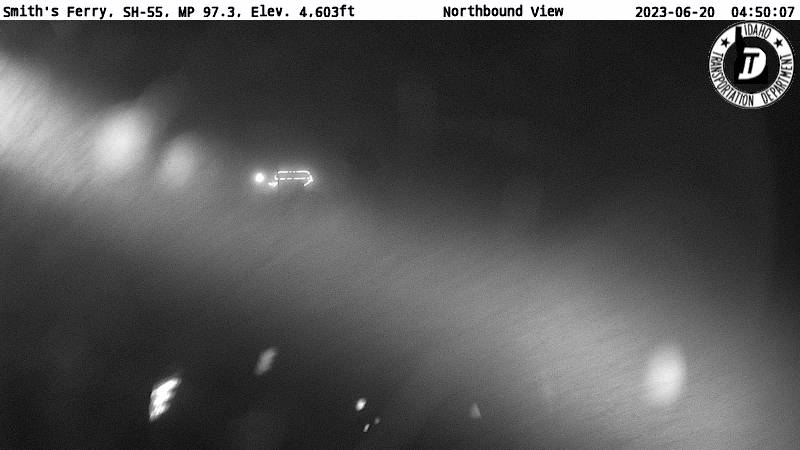 Smith's Ferry, SH-55, MP 97.3, Elev. 4,603ft Northbound View 2023-06-20 04:50:07
IDAHO
TRANSPORTATION DEPARTMENT